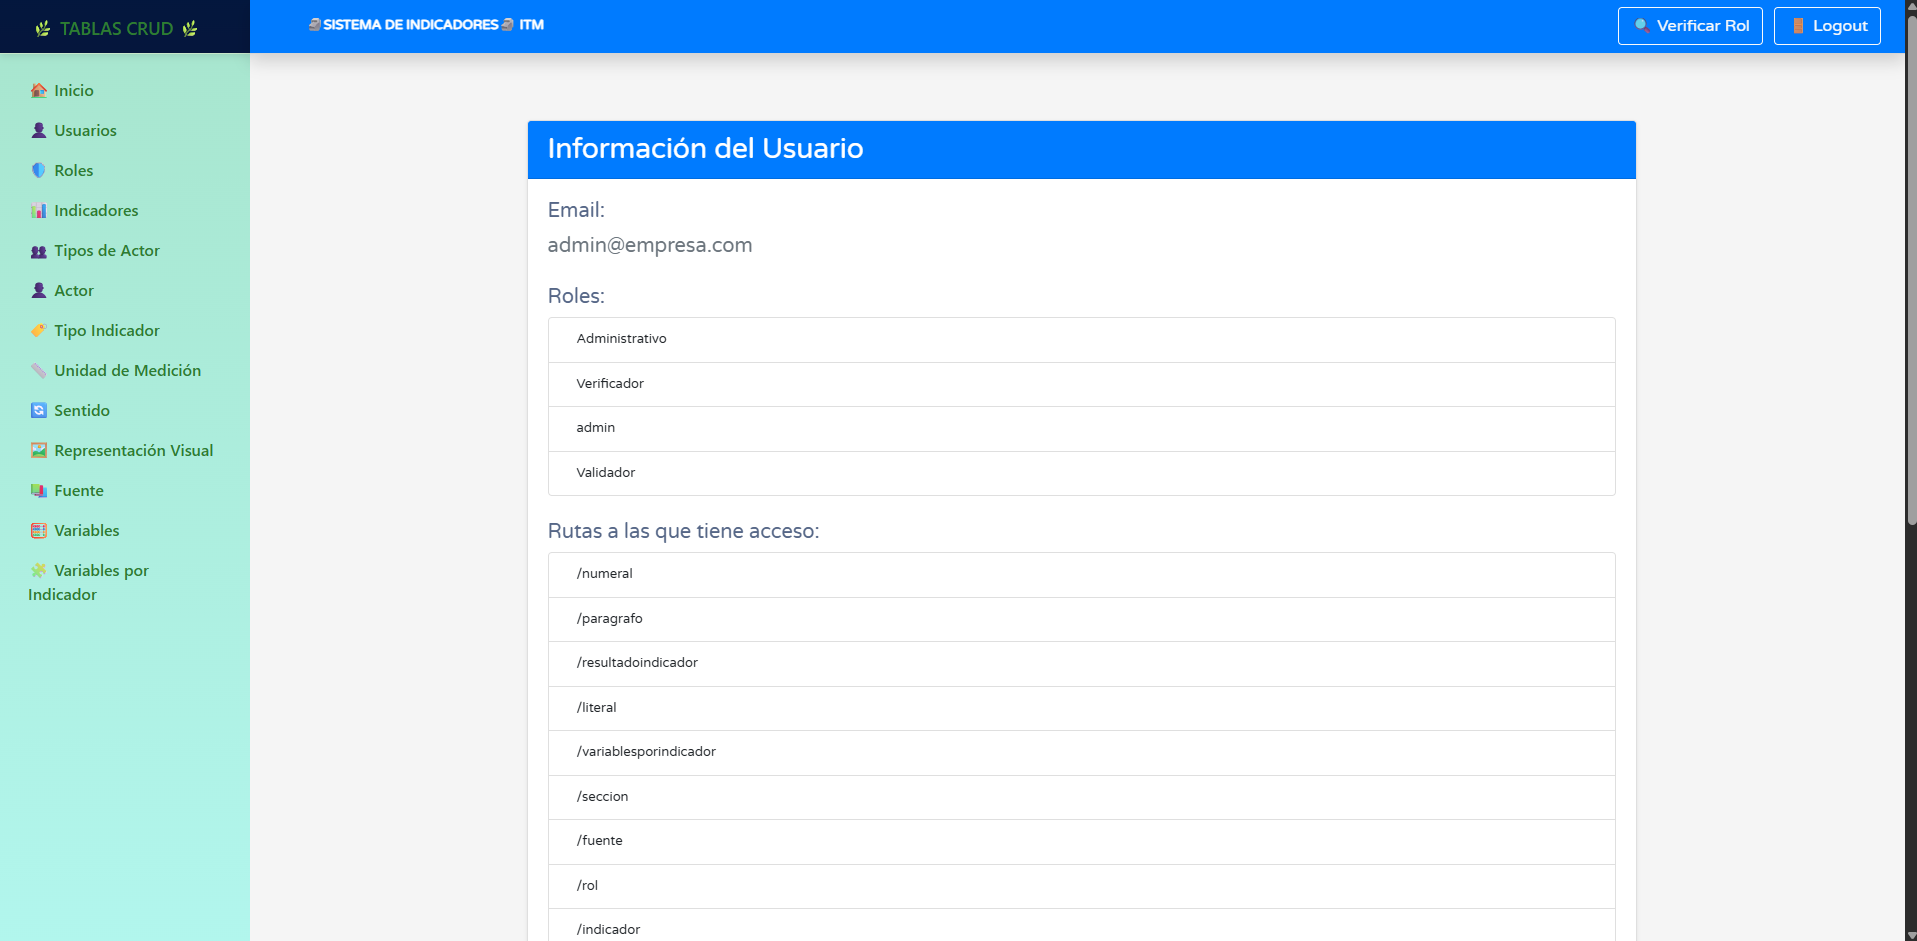 TABLAS CRUD
SISTEMA DE INDICADORES ITM
Verificar Rol
Logout
Inicio
Usuarios
Roles
Indicadores
Tipos de Actor
Actor
Tipo Indicador
Unidad de Medición
Sentido
Representación Visual
Fuente
Variables
Variables por
Indicador
Información del Usuario
Email:
admin@empresa.com
Roles:
Administrativo
Verificador
admin
Validador
Rutas a las que tiene acceso:
/numeral
/paragrafo
/resultadoindicador
/literal
/variablesporindicador
/seccion
/fuente
/rol
/indicador